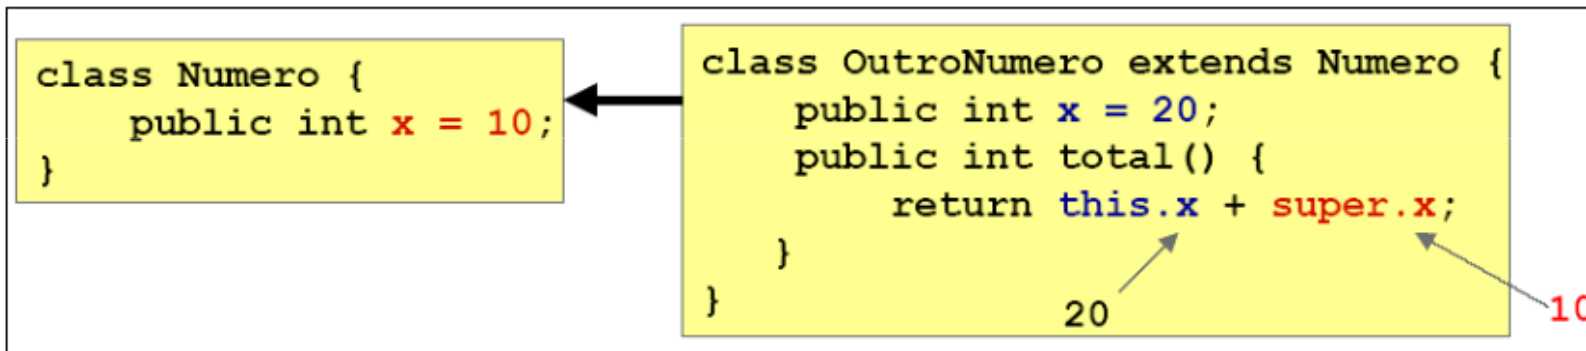 class Numero {
public int x = 10;
}
class OutroNumero extends Numero {
public int x = 20;
public int total() {
return this.x + super.x;
}
}
20
10